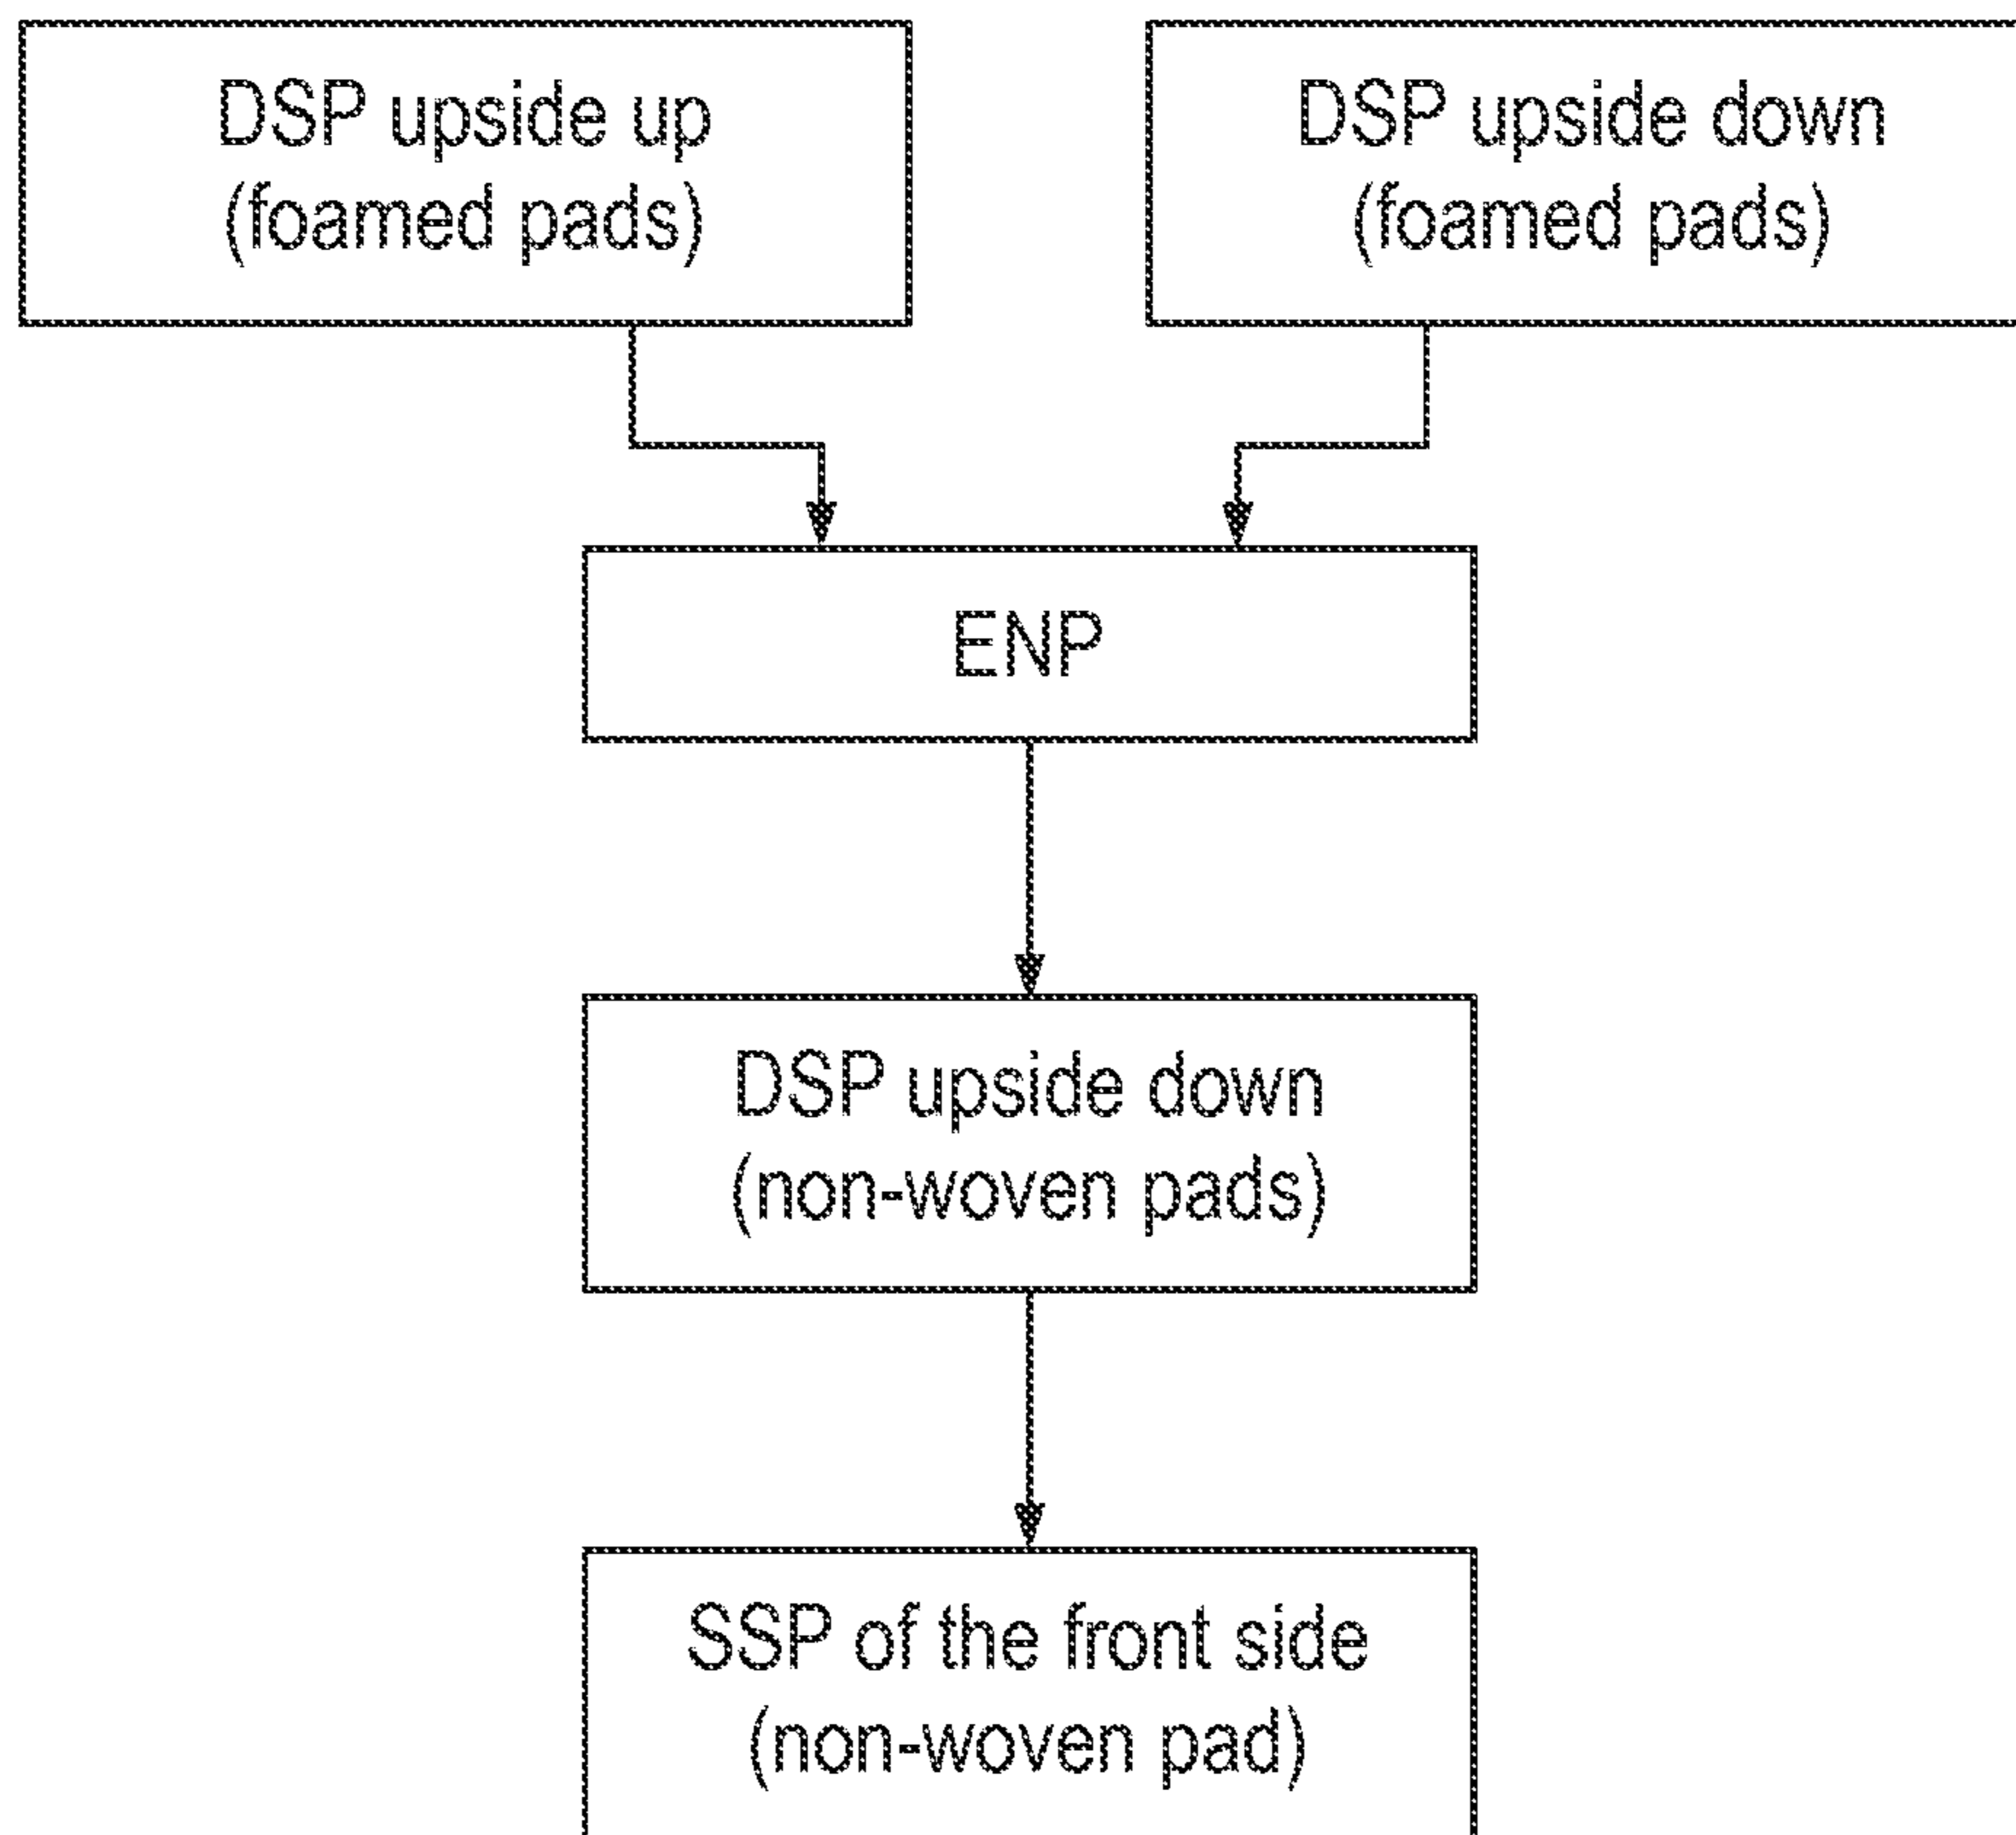 DSP upside up
(foamed pads)
DSP upside down
(foamed pads)
ENP
DSP upside down
(non-woven pads)
SSP of the front side
(non-woven pad)